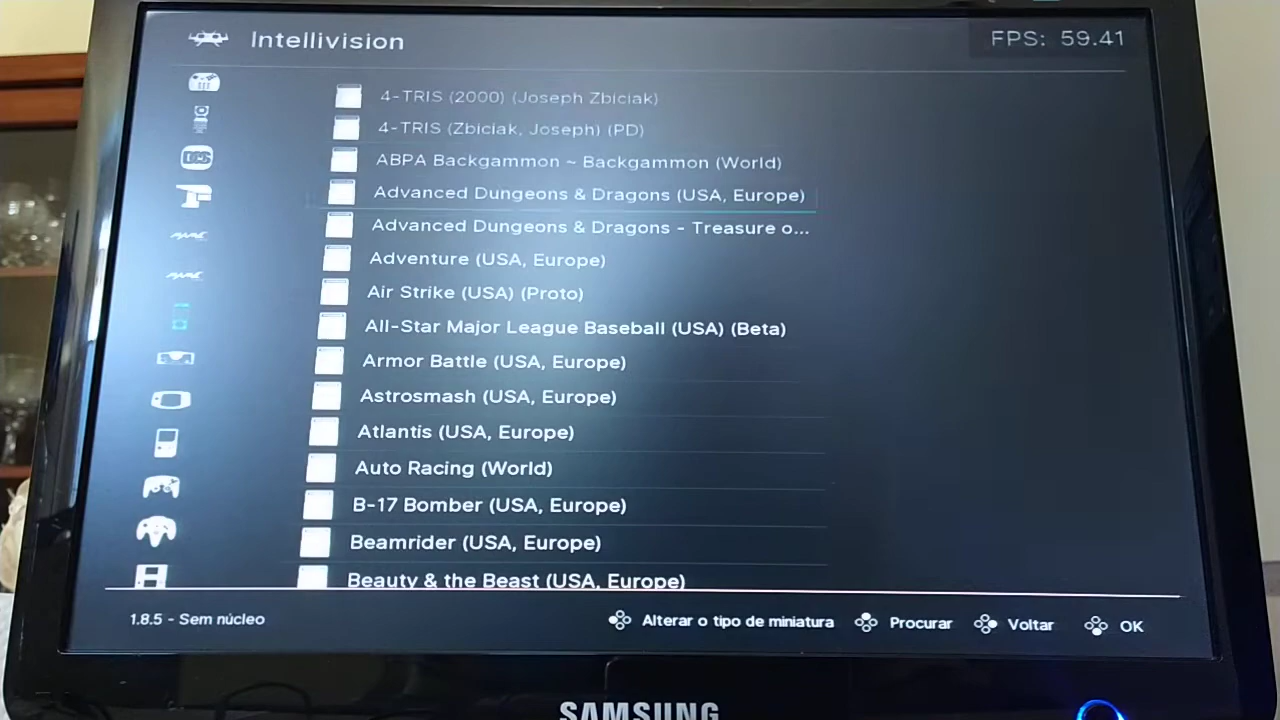 Intellivision
FPS: 59.41
4-TRIS (2000) (Joseph Zbiciak)
4-TRIS (Zbiciak, Joseph) (PD)
ABPA Backgammon ~ Backgammon (World)
Advanced Dungeons & Dragons (USA, Europe)
Advanced Dungeons & Dragons - Treasure o...
Adventure (USA, Europe)
Air Strike (USA) (Proto)
All-Star Major League Baseball (USA) (Beta)
Armor Battle (USA, Europe)
Astrosmash (USA, Europe)
Atlantis (USA, Europe)
Auto Racing (World)
B-17 Bomber (USA, Europe)
Beamrider (USA, Europe)
Beauty & the Beast (USA, Europe)
DOS
MAME
MAME
1.8.5 - Sem núcleo
Alterar o tipo de miniatura
Procurar
Voltar
OK
SAMSUNG